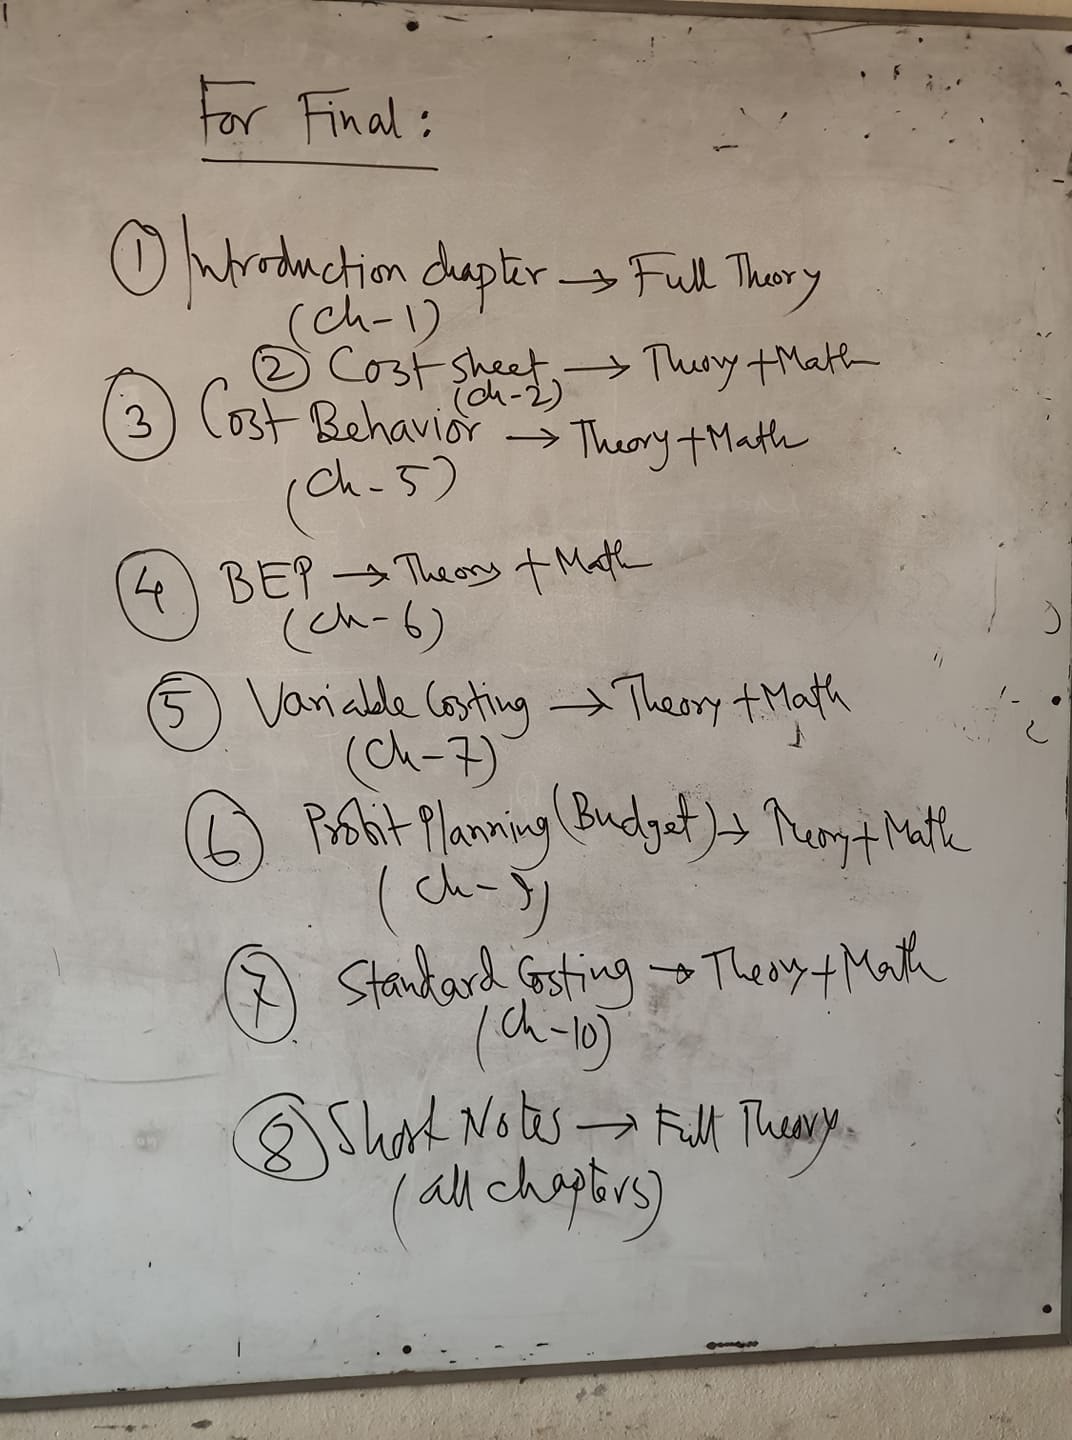 For Final:
① Introduction chapter → Full Theory
(ch-1)
② Cost sheet → Theory + Math
(ch-2)
③ Cost Behavior → Theory + Math
(Ch-5)
④ BEP → Theory + Math
(ch-6)
⑤ Variable Costing → Theory + Math
(Ch-7)
⑥ Profit Planning (Budget) → Theory + Math
(ch-9)
⑦ Standard Costing → Theory + Math
(Ch-10)
⑧ Short Notes → Full Theory
(all chapters)